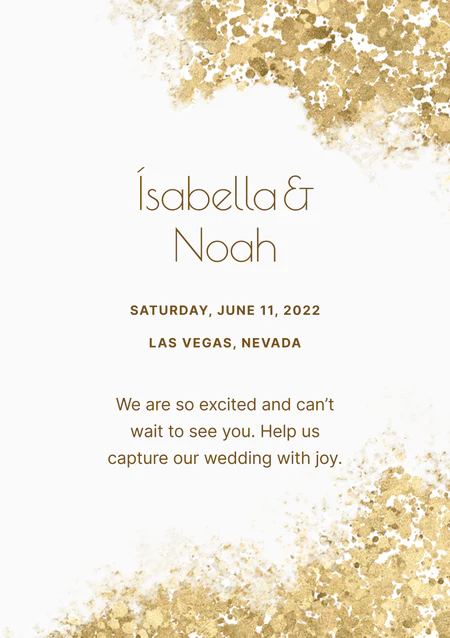 Ísabella &
Noah
SATURDAY, JUNE 11, 2022
LAS VEGAS, NEVADA
We are so excited and can’t
wait to see you. Help us
capture our wedding with joy.